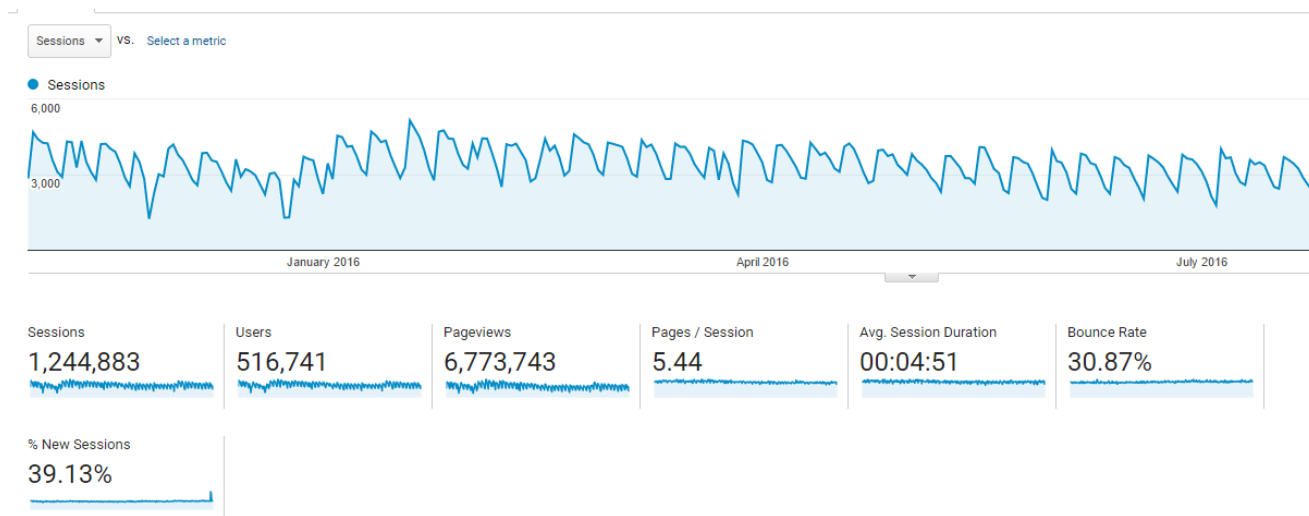 Sessions VS. Select a metric
Sessions
6,000
3,000
January 2016 April 2016 July 2016
Sessions Users Pageviews Pages / Session Avg. Session Duration Bounce Rate
1,244,883 516,741 6,773,743 5.44 00:04:51 30.87%
% New Sessions
39.13%